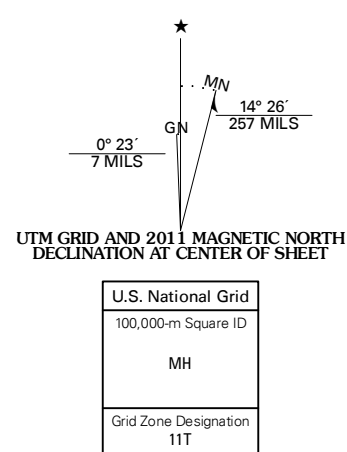 ★
MN
14° 26´
257 MILS
GN
0° 23´
7 MILS
UTM GRID AND 2011 MAGNETIC NORTH
DECLINATION AT CENTER OF SHEET
U.S. National Grid
100,000-m Square ID
MH
Grid Zone Designation
11T